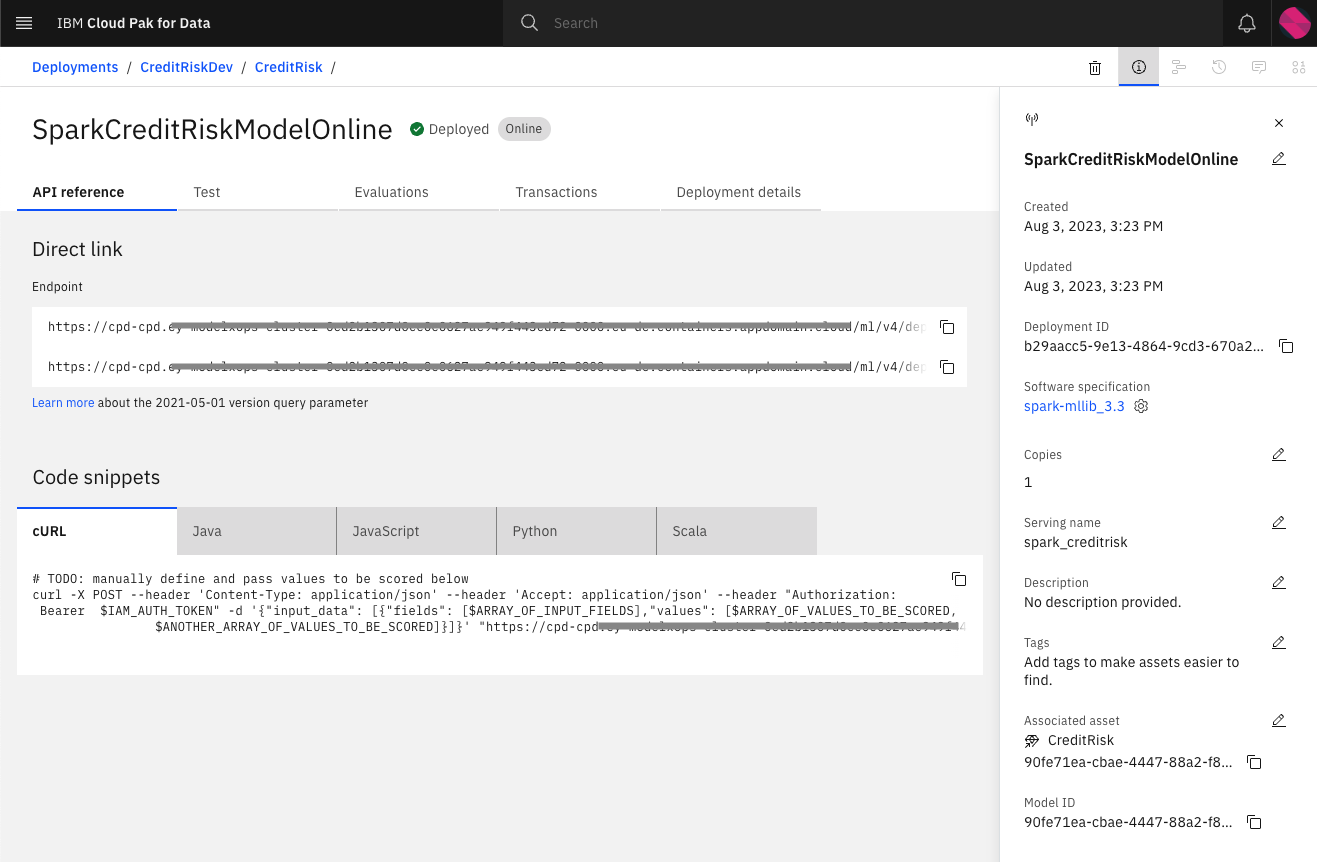 IBM Cloud Pak for Data
Search
Deployments / CreditRiskDev / CreditRisk /
SparkCreditRiskModelOnline
Deployed
Online
API reference
Test
Evaluations
Transactions
Deployment details
Direct link
Endpoint
https://cpd-cpd. /ml/v4/dep
https://cpd-cpd. /ml/v4/dep
Learn more about the 2021-05-01 version query parameter
Code snippets
cURL
Java
JavaScript
Python
Scala
# TODO: manually define and pass values to be scored below
curl -X POST --header 'Content-Type: application/json' --header 'Accept: application/json' --header "Authorization:
Bearer $IAM_AUTH_TOKEN" -d '{"input_data": [{"fields": [$ARRAY_OF_INPUT_FIELDS],"values": [$ARRAY_OF_VALUES_TO_BE_SCORED,
$ANOTHER_ARRAY_OF_VALUES_TO_BE_SCORED]}]}' "https://cpd-cpd
SparkCreditRiskModelOnline
Created
Aug 3, 2023, 3:23 PM
Updated
Aug 3, 2023, 3:23 PM
Deployment ID
b29aacc5-9e13-4864-9cd3-670a2...
Software specification
spark-mllib_3.3
Copies
1
Serving name
spark_creditrisk
Description
No description provided.
Tags
Add tags to make assets easier to
find.
Associated asset
CreditRisk
90fe71ea-cbae-4447-88a2-f8...
Model ID
90fe71ea-cbae-4447-88a2-f8...